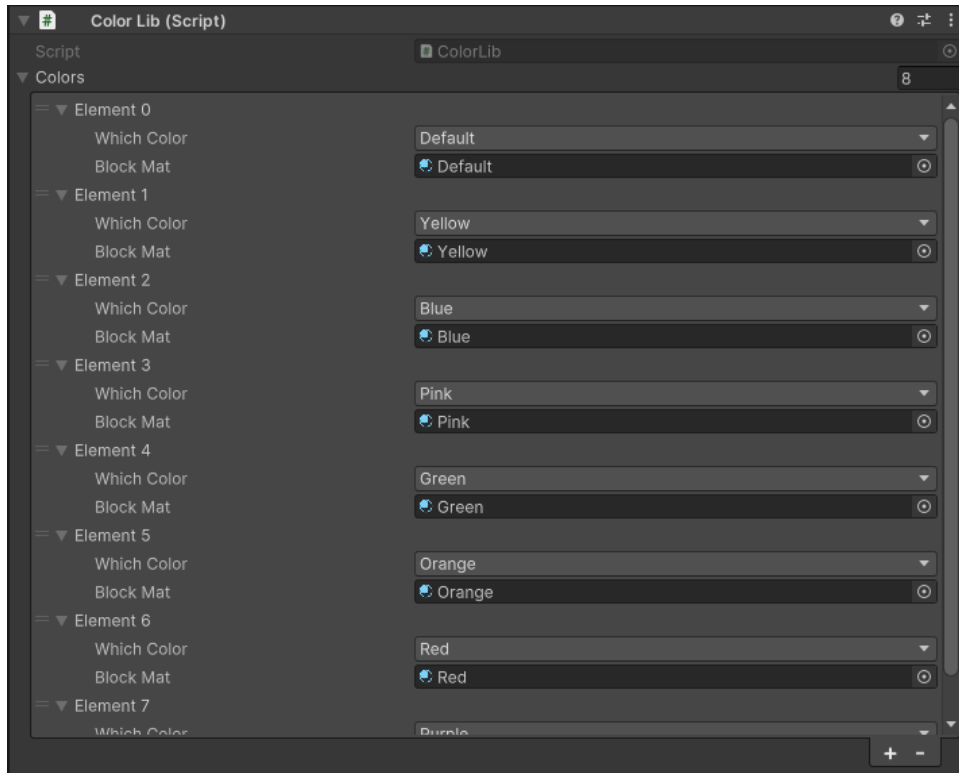 # Color Lib (Script)
Script # ColorLib
Colors 8
Element 0
Which Color Default
Block Mat Default
Element 1
Which Color Yellow
Block Mat Yellow
Element 2
Which Color Blue
Block Mat Blue
Element 3
Which Color Pink
Block Mat Pink
Element 4
Which Color Green
Block Mat Green
Element 5
Which Color Orange
Block Mat Orange
Element 6
Which Color Red
Block Mat Red
Element 7
Which Color Purple
+ -